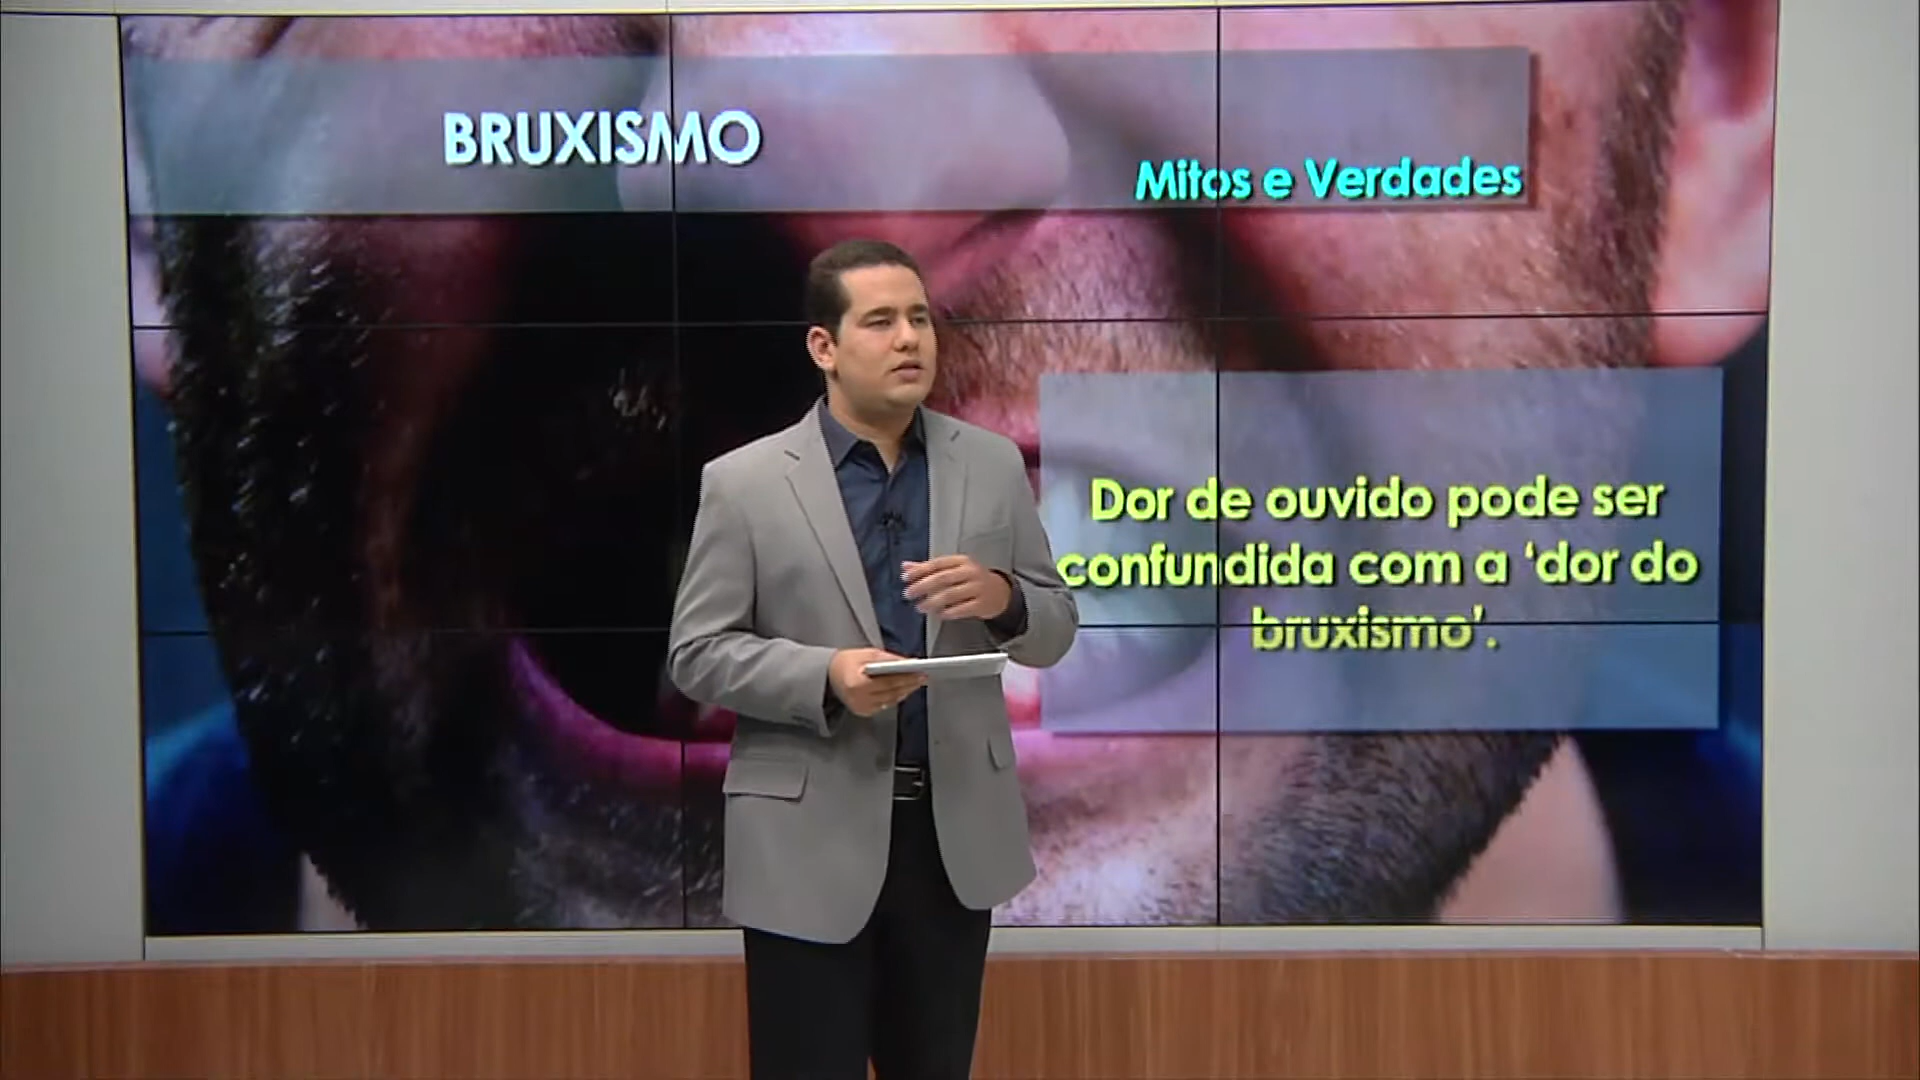 BRUXISMO
Mitos e Verdades
Dor de ouvido pode ser
confundida com a ‘dor do
bruxismo’.